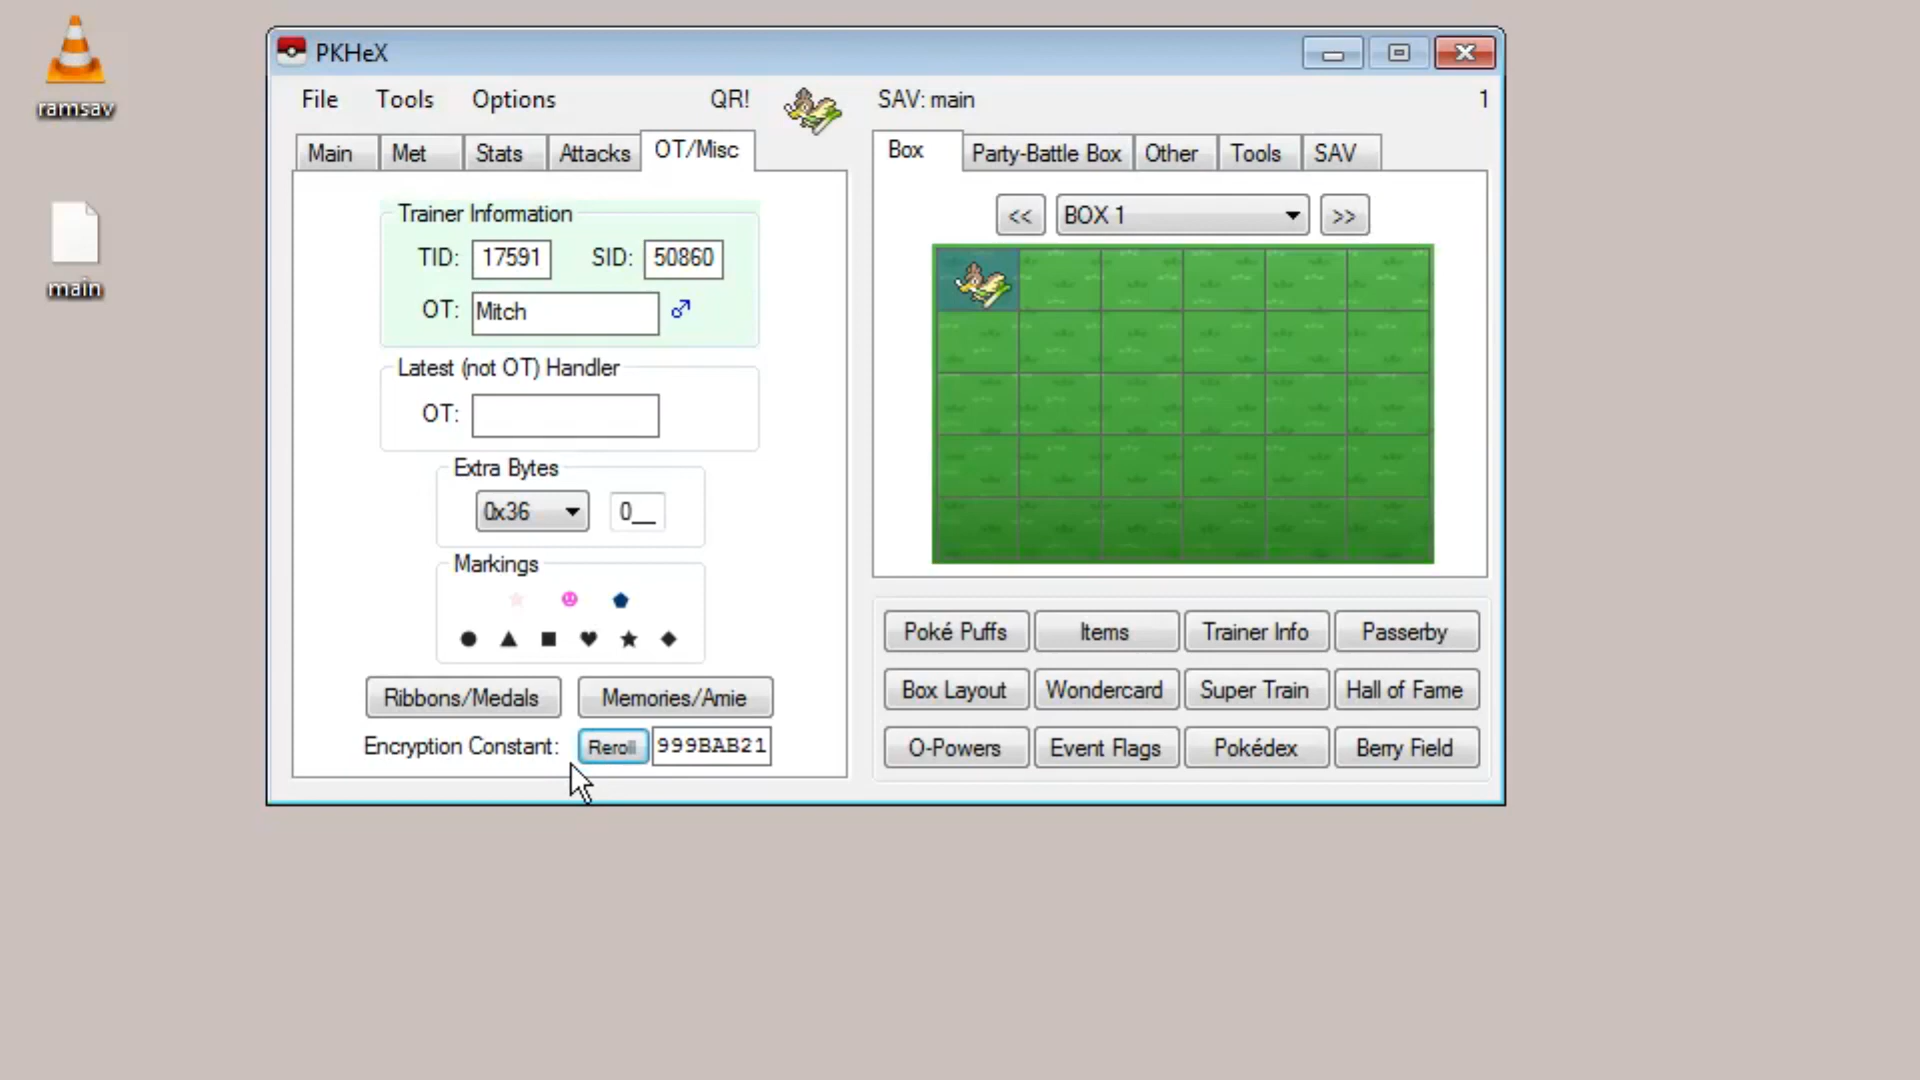 ramsav
main
PKHeX
File Tools Options QR! SAV: main 1
Main Met Stats Attacks OT/Misc
Box Party-Battle Box Other Tools SAV
Trainer Information
TID: 17591 SID: 50860
OT: Mitch ♂
Latest (not OT) Handler
OT:
Extra Bytes
0x36 0__
Markings
Ribbons/Medals Memories/Amie
Encryption Constant: Reroll 999BAB21
<< BOX 1 >>
Poké Puffs Items Trainer Info Passerby
Box Layout Wondercard Super Train Hall of Fame
O-Powers Event Flags Pokédex Berry Field